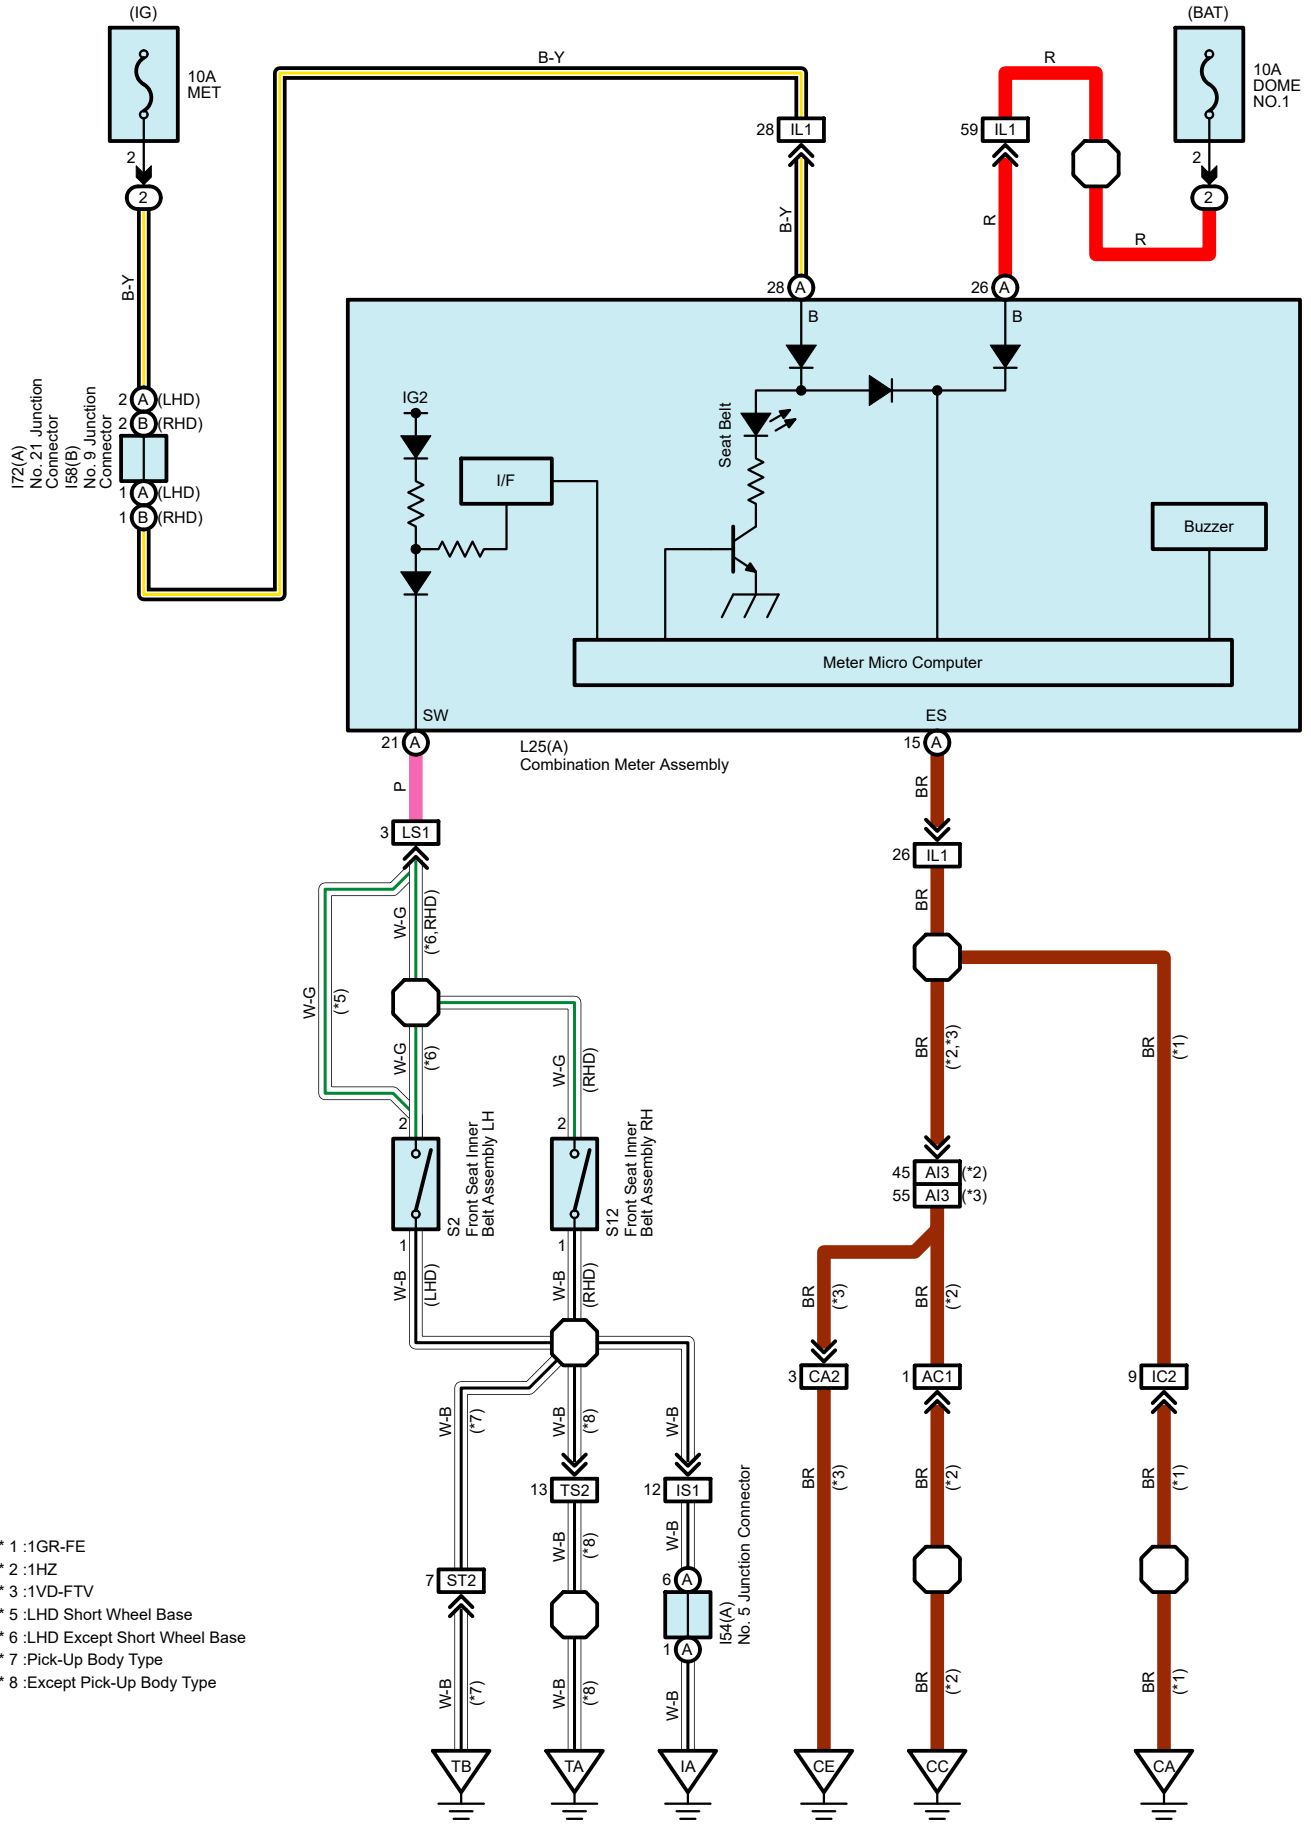 (IG)
(BAT)
10A
MET
B-Y
R
10A
DOME
NO.1
28
IL1
59
IL1
2
2
2
2
B-Y
R
R
B-Y
28
A
26
A
B
B
2
A
(LHD)
2
B
(RHD)
I72(A)
No. 21 Junction
Connector
I58(B)
No. 9 Junction
Connector
1
A
(LHD)
1
B
(RHD)
IG2
Seat Belt
I/F
Buzzer
Meter Micro Computer
SW
ES
21
A
15
A
L25(A)
Combination Meter Assembly
P
BR
3
LS1
26
IL1
W-G
(*6,RHD)
BR
W-G
(*5)
W-G
(*6)
W-G
(RHD)
BR
(*2,*3)
BR
(*1)
2
2
S2
Front Seat Inner
Belt Assembly LH
S12
Front Seat Inner
Belt Assembly RH
45
AI3
(*2)
55
AI3
(*3)
1
1
W-B
(LHD)
W-B
(RHD)
BR
(*3)
BR
(*2)
3
CA2
1
AC1
9
IC2
W-B
(*7)
W-B
(*8)
W-B
BR
(*3)
BR
(*2)
BR
(*1)
13
TS2
12
IS1
W-B
(*8)
W-B
7
ST2
6
A
I54(A)
No. 5 Junction Connector
1
A
* 1 :1GR-FE
* 2 :1HZ
* 3 :1VD-FTV
* 5 :LHD Short Wheel Base
* 6 :LHD Except Short Wheel Base
* 7 :Pick-Up Body Type
* 8 :Except Pick-Up Body Type
W-B
(*7)
W-B
(*8)
W-B
BR
(*2)
BR
(*1)
TB
TA
IA
CE
CC
CA